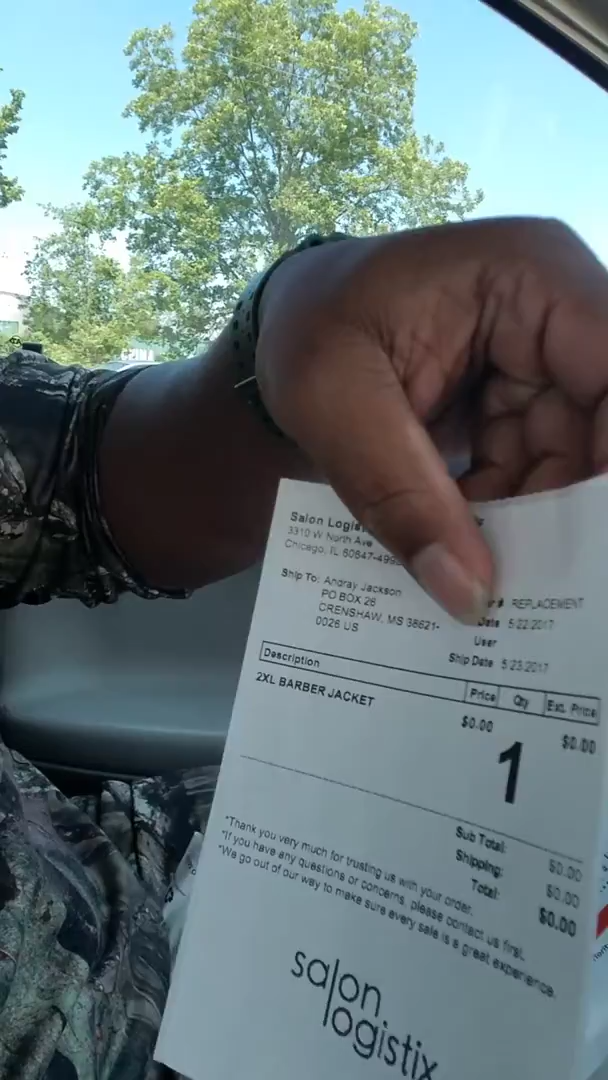 Salon
3310 W North Ave
Chicago, IL 60647
Ship To: Andray Jackson
PO BOX 26
CRENSHAW, MS 38621-
0026 US
# REPLACEMENT
Date 5/22/2017
User
Ship Date 5/23/2017
Description Price Qty Ext. Price
2XL BARBER JACKET $0.00 1 $0.00
Sub Total: $0.00
Shipping: $0.00
Total: $0.00
*Thank you very much for trusting us with your order.
*If you have any questions or concerns, please contact us first.
*We go out of our way to make sure every sale is a great experience.
salon
logistix